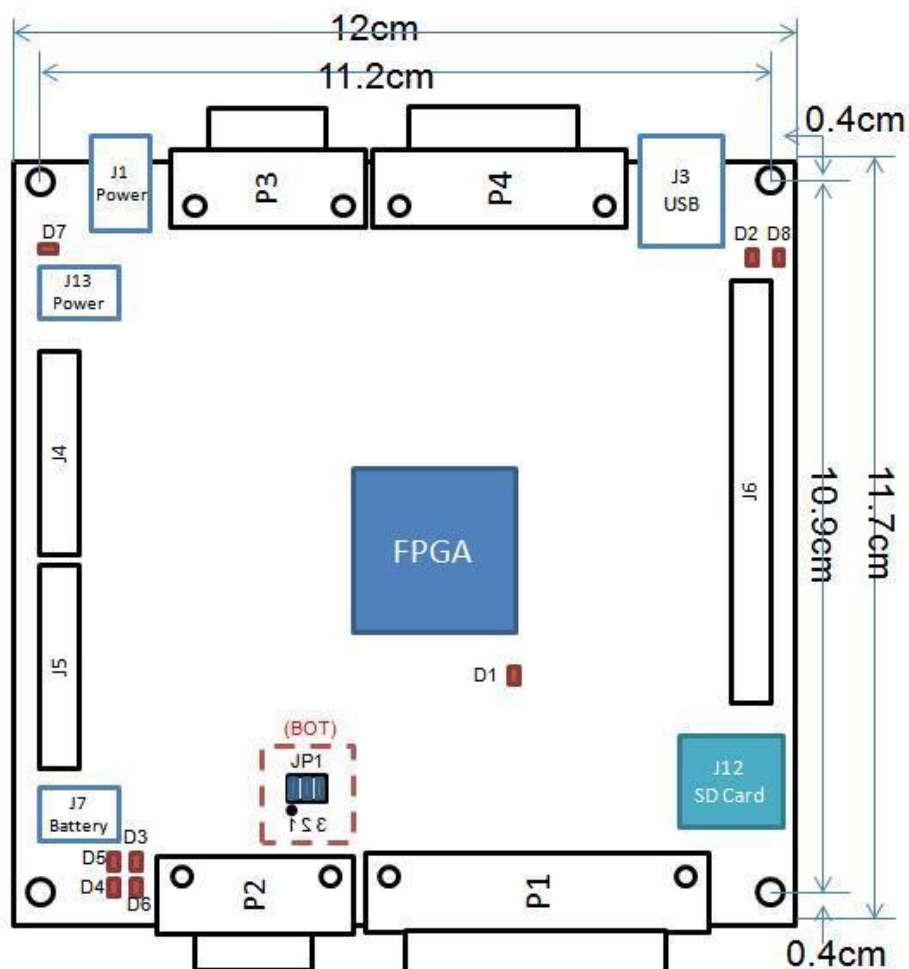 12cm
11.2cm
0.4cm
J1
Power
P3
P4
J3
USB
D7
D2 D8
J13
Power
J4
J6
10.9cm
11.7cm
FPGA
J5
D1
(BOT)
JP1
1 2 3
J12
SD Card
J7
Battery
D3
D5
D4
D6
P2
P1
0.4cm